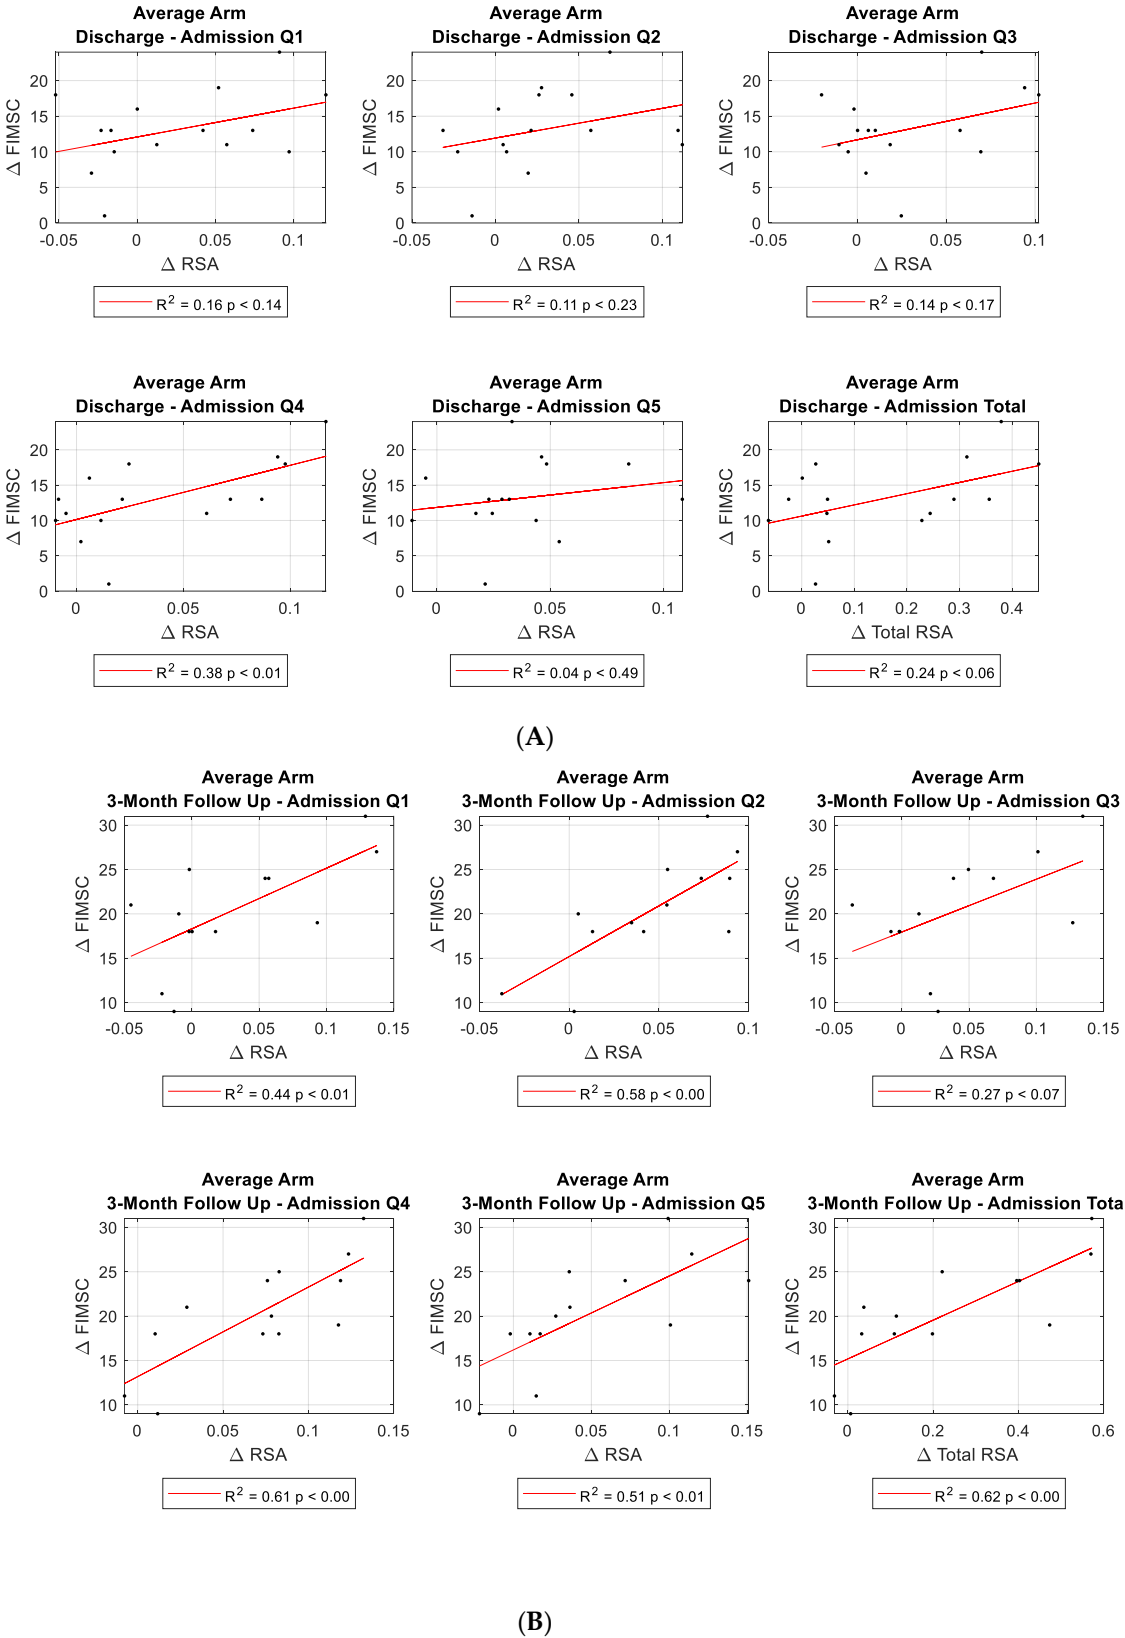 Average Arm
Discharge - Admission Q1
Δ FIMSC
20
15
10
5
0
-0.05 0 0.05 0.1
Δ RSA
R² = 0.16 p < 0.14
Average Arm
Discharge - Admission Q2
Δ FIMSC
20
15
10
5
0
-0.05 0 0.05 0.1
Δ RSA
R² = 0.11 p < 0.23
Average Arm
Discharge - Admission Q3
Δ FIMSC
20
15
10
5
0
-0.05 0 0.05 0.1
Δ RSA
R² = 0.14 p < 0.17
Average Arm
Discharge - Admission Q4
Δ FIMSC
20
15
10
5
0
0 0.05 0.1
Δ RSA
R² = 0.38 p < 0.01
Average Arm
Discharge - Admission Q5
Δ FIMSC
20
15
10
5
0
0 0.05 0.1
Δ RSA
R² = 0.04 p < 0.49
Average Arm
Discharge - Admission Total
Δ FIMSC
20
15
10
5
0
0 0.1 0.2 0.3 0.4
Δ Total RSA
R² = 0.24 p < 0.06
(A)
Average Arm
3-Month Follow Up - Admission Q1
Δ FIMSC
30
25
20
15
10
-0.05 0 0.05 0.1 0.15
Δ RSA
R² = 0.44 p < 0.01
Average Arm
3-Month Follow Up - Admission Q2
Δ FIMSC
30
25
20
15
10
-0.05 0 0.05 0.1
Δ RSA
R² = 0.58 p < 0.00
Average Arm
3-Month Follow Up - Admission Q3
Δ FIMSC
30
25
20
15
10
-0.05 0 0.05 0.1 0.15
Δ RSA
R² = 0.27 p < 0.07
Average Arm
3-Month Follow Up - Admission Q4
Δ FIMSC
30
25
20
15
10
0 0.05 0.1 0.15
Δ RSA
R² = 0.61 p < 0.00
Average Arm
3-Month Follow Up - Admission Q5
Δ FIMSC
30
25
20
15
10
0 0.05 0.1 0.15
Δ RSA
R² = 0.51 p < 0.01
Average Arm
3-Month Follow Up - Admission Tota
Δ FIMSC
30
25
20
15
10
0 0.2 0.4 0.6
Δ Total RSA
R² = 0.62 p < 0.00
(B)